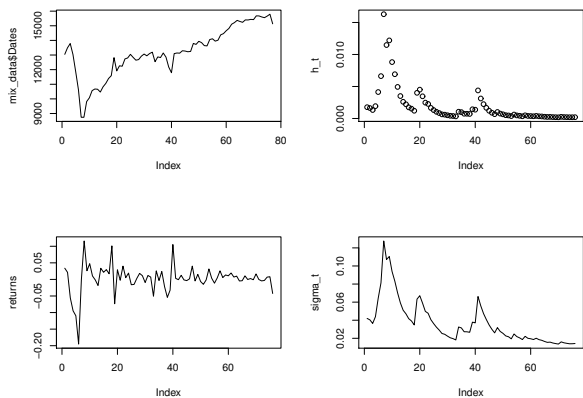 mix_data$Dates
9000 12000 15000
0 20 40 60 80
Index
h_t
0.000 0.010
0 20 40 60
Index
returns
-0.20 -0.05 0.05
0 20 40 60
Index
sigma_t
0.02 0.06 0.10
0 20 40 60
Index